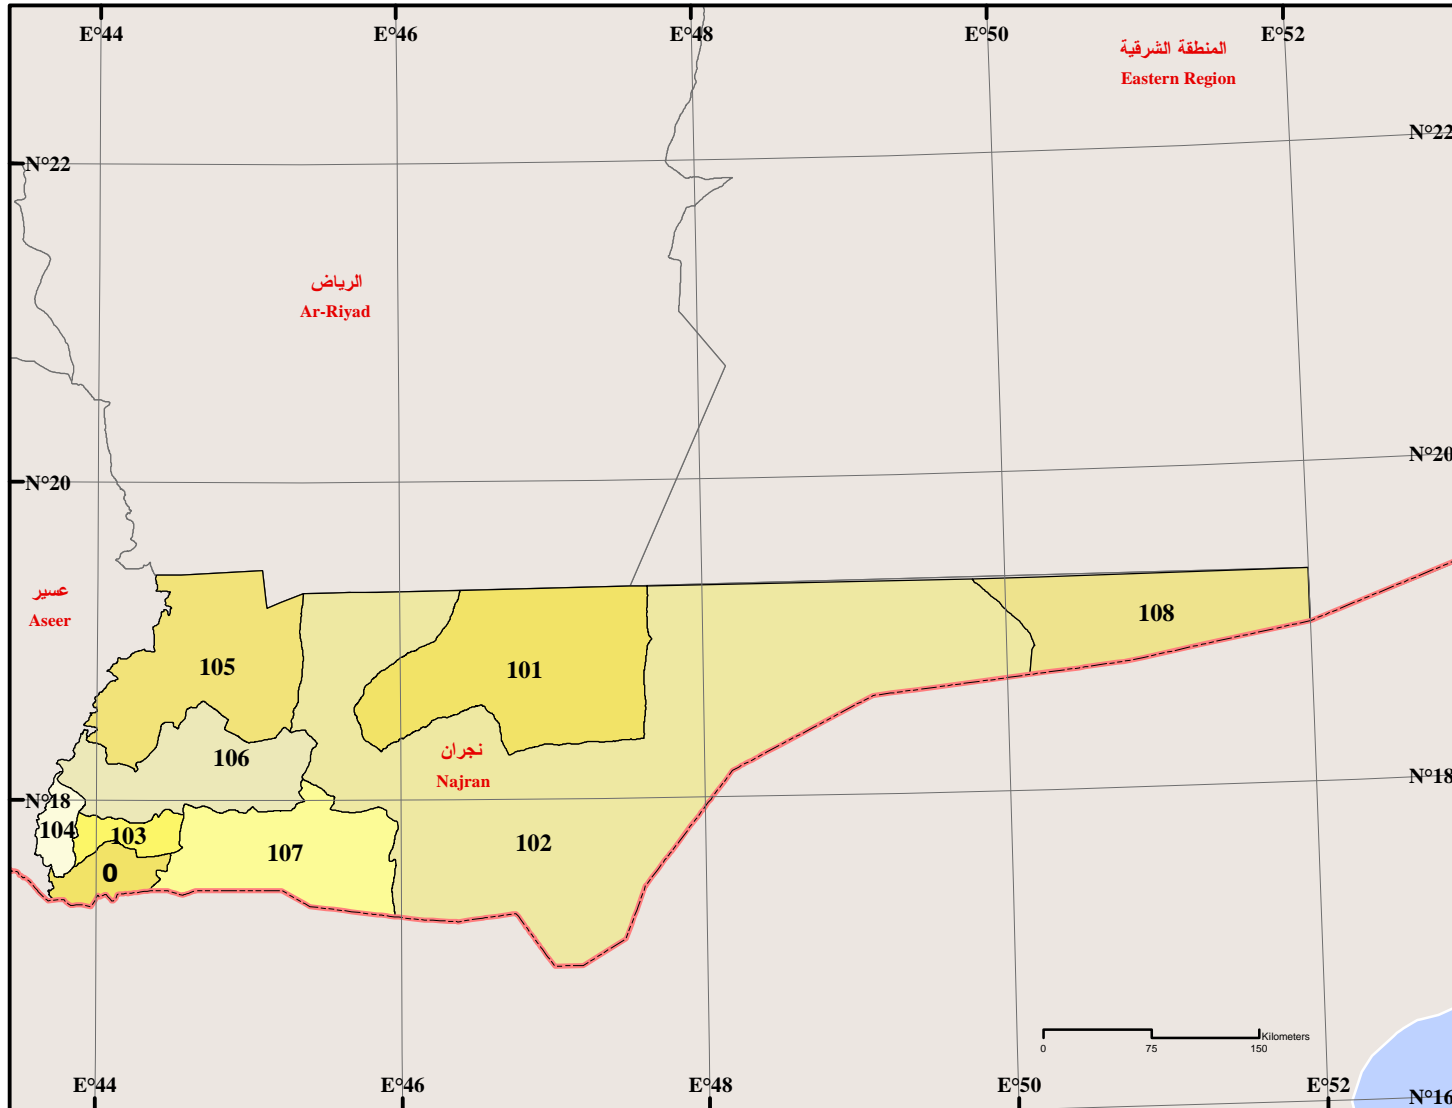 E°44
E°46
E°48
E°50
E°52
المنطقة الشرقية
Eastern Region
N°22
N°22
الرياض
Ar-Riyad
N°20
N°20
عسير
Aseer
108
105
101
106
نجران
Najran
N°18
N°18
104
103
107
102
0
Kilometers
0
75
150
E°44
E°46
E°48
E°50
E°52
N°16